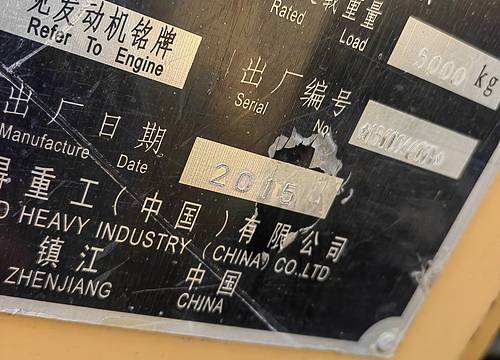 见发动机铭牌
Refer To Engine
载重量
Rated Load
5000 kg
出厂编号
Serial No
出厂日期
Manufacture Date
2015
重工(中国)有限公司
HEAVY INDUSTRY (CHINA) CO.LTD
镇江 中国
ZHENJIANG CHINA